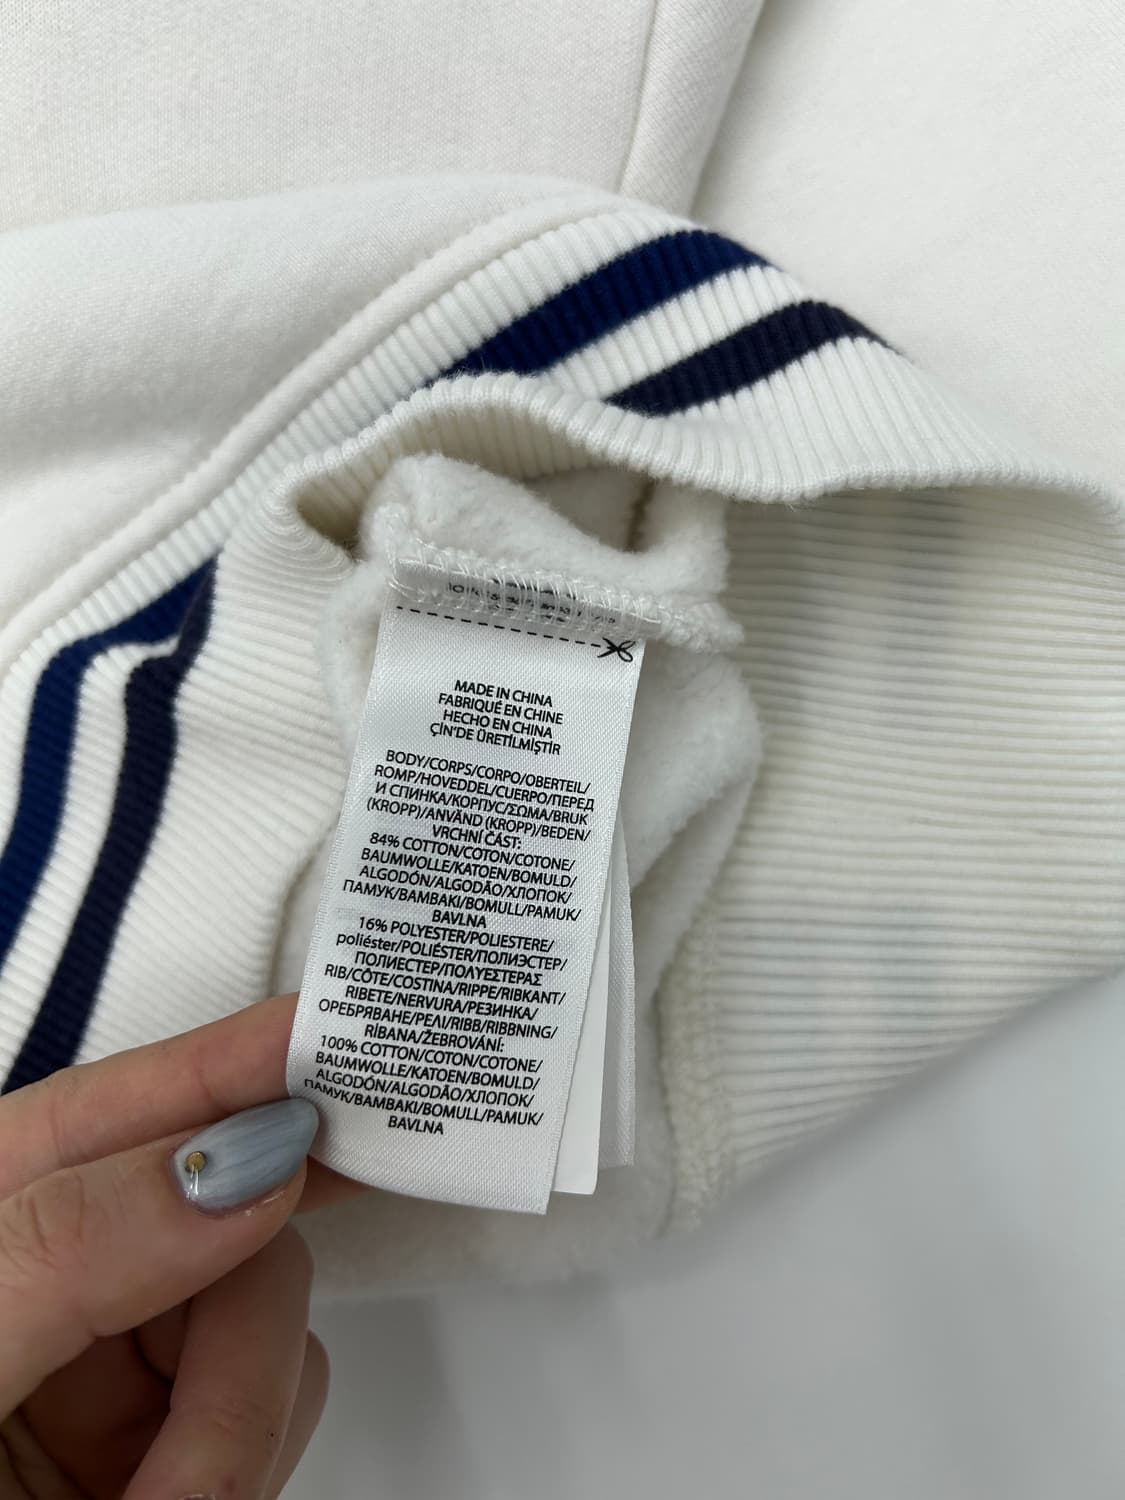 MADE IN CHINA
FABRIQUÉ EN CHINE
HECHO EN CHINA
ÇİN'DE ÜRETİLMİŞTİR
BODY/CORPS/CORPO/OBERTEIL/
ROMP/HOVEDDEL/CUERPO/ПЕРЕД
И СПИНКА/КОРПУС/ΣΩΜΑ/BRUK
(KROPP)/ANVÄND (KROPP)/BEDEN/
VRCHNÍ ČÁST:
84% COTTON/COTON/COTONE/
BAUMWOLLE/KATOEN/BOMULD/
ALGODÓN/ALGODÃO/ХЛОПОК/
ПАМУК/BAMBAKI/BOMULL/PAMUK/
BAVLNA
16% POLYESTER/POLIESTERE/
poliéster/POLIÉSTER/ПОЛИЭСТЕР/
ПОЛИЕСТЕР/ΠΟΛΥΕΣΤΕΡΑΣ
RIB/CÔTE/COSTINA/RIPPE/RIBKANT/
RIBETE/NERVURA/РЕЗИНКА/
ОРЕБРЯВАНЕ/ΡΕΛΙ/RIBB/RIBBNING/
RİBANA/ŽEBROVÁNÍ:
100% COTTON/COTON/COTONE/
BAUMWOLLE/KATOEN/BOMULD/
ALGODÓN/ALGODÃO/ХЛОПОК/
ПАМУК/BAMBAKI/BOMULL/PAMUK/
BAVLNA